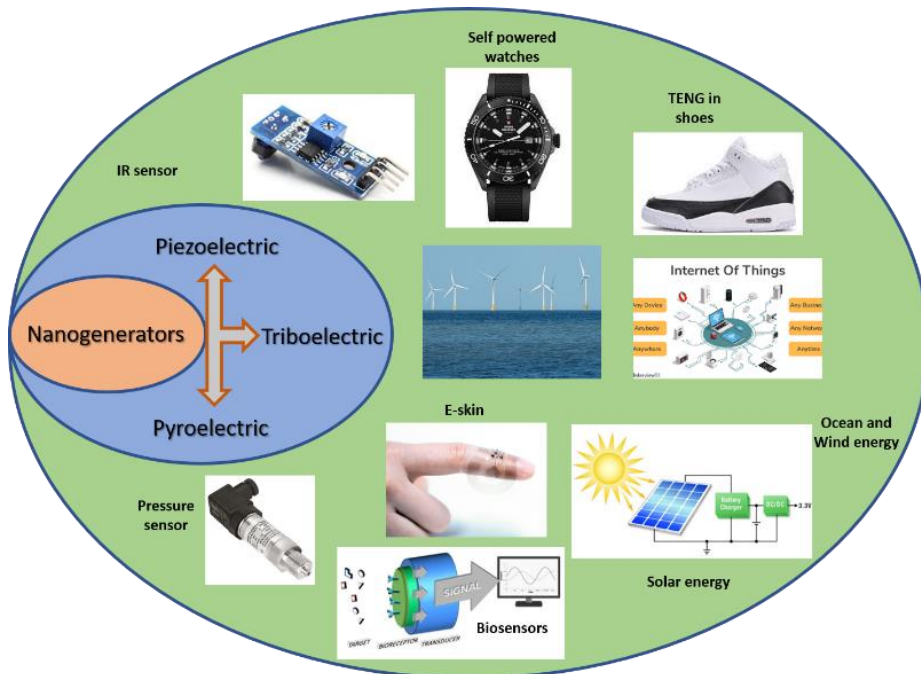 Self powered
watches
TENG in
shoes
IR sensor
Piezoelectric
Nanogenerators
Triboelectric
Pyroelectric
Internet Of Things
Any Device
Anybody
Anywhere
Any Busine
Any Netwo
Anytime
E-skin
Ocean and
Wind energy
Pressure
sensor
Battery
Charger
DC/DC
3.3V
Solar energy
SIGNAL
TARGET
BIORECEPTOR
TRANSDUCER
Biosensors